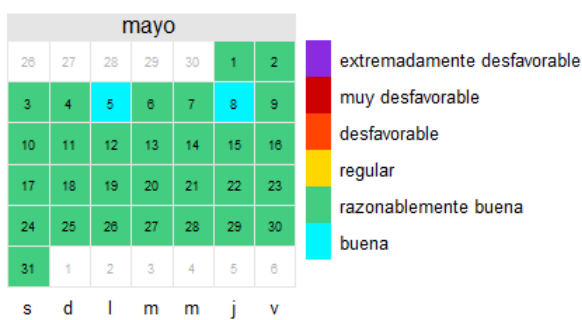 mayo
26 27 28 29 30 1 2
3 4 5 6 7 8 9
10 11 12 13 14 15 16
17 18 19 20 21 22 23
24 25 26 27 28 29 30
31 1 2 3 4 5 6
s d l m m j v
extremadamente desfavorable
muy desfavorable
desfavorable
regular
razonablemente buena
buena